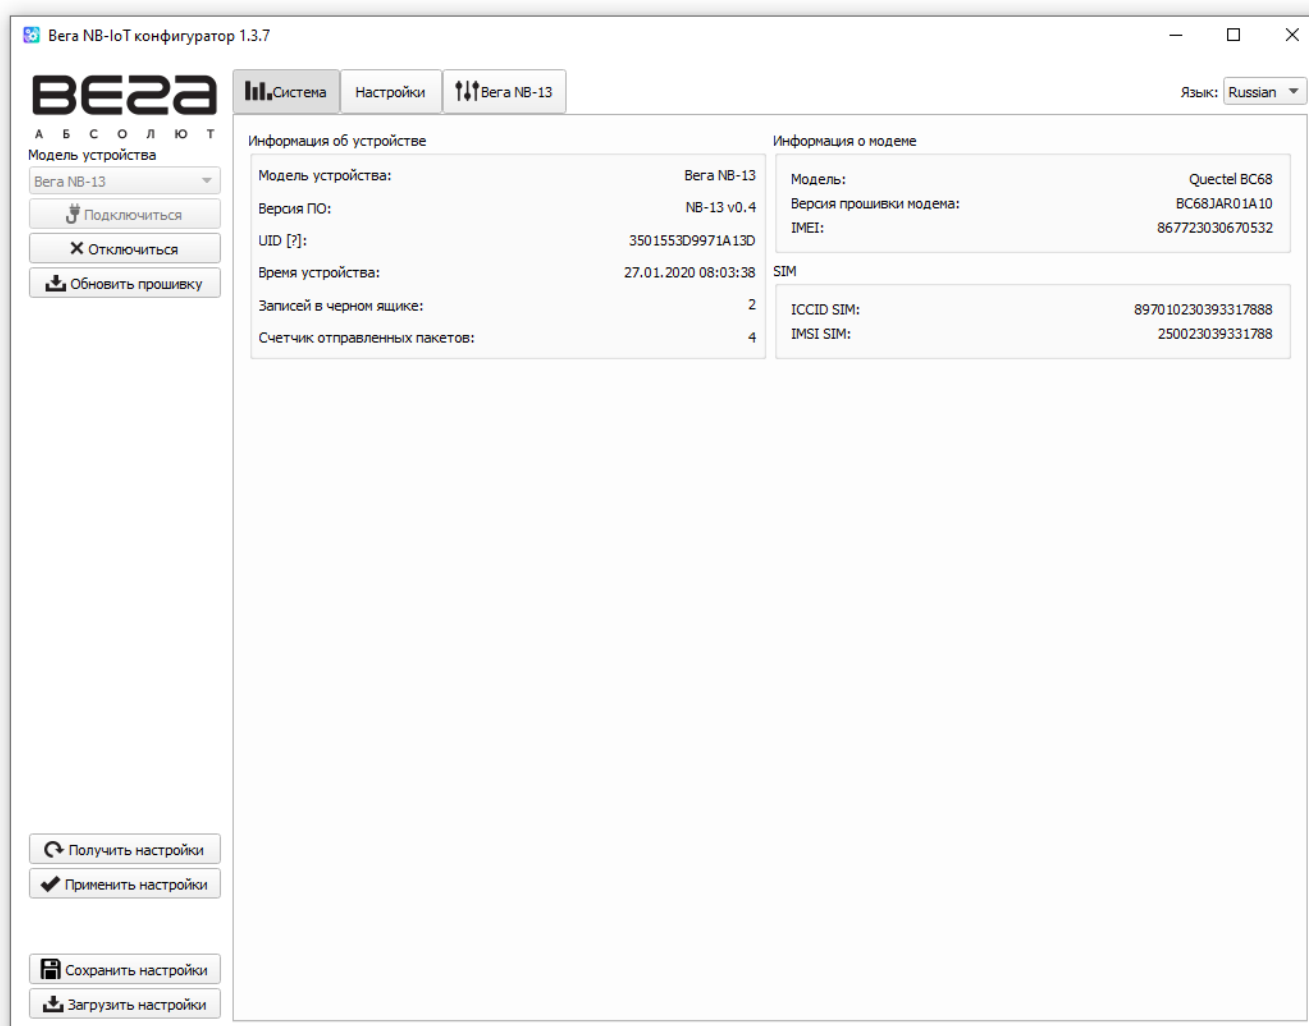 Вега NB-IoT конфигуратор 1.3.7
ВЕГА
АБСОЛЮТ
Модель устройства
Вега NB-13
Подключиться
Отключиться
Обновить прошивку
Получить настройки
Применить настройки
Сохранить настройки
Загрузить настройки
Система Настройки Вега NB-13
Язык: Russian
Информация об устройстве
Модель устройства: Вега NB-13
Версия ПО: NB-13 v0.4
UID [?]: 3501553D9971A13D
Время устройства: 27.01.2020 08:03:38
Записей в черном ящике: 2
Счетчик отправленных пакетов: 4
Информация о модеме
Модель: Quectel BC68
Версия прошивки модема: BC68JAR01A10
IMEI: 867723030670532
SIM
ICCID SIM: 897010230393317888
IMSI SIM: 250023039331788